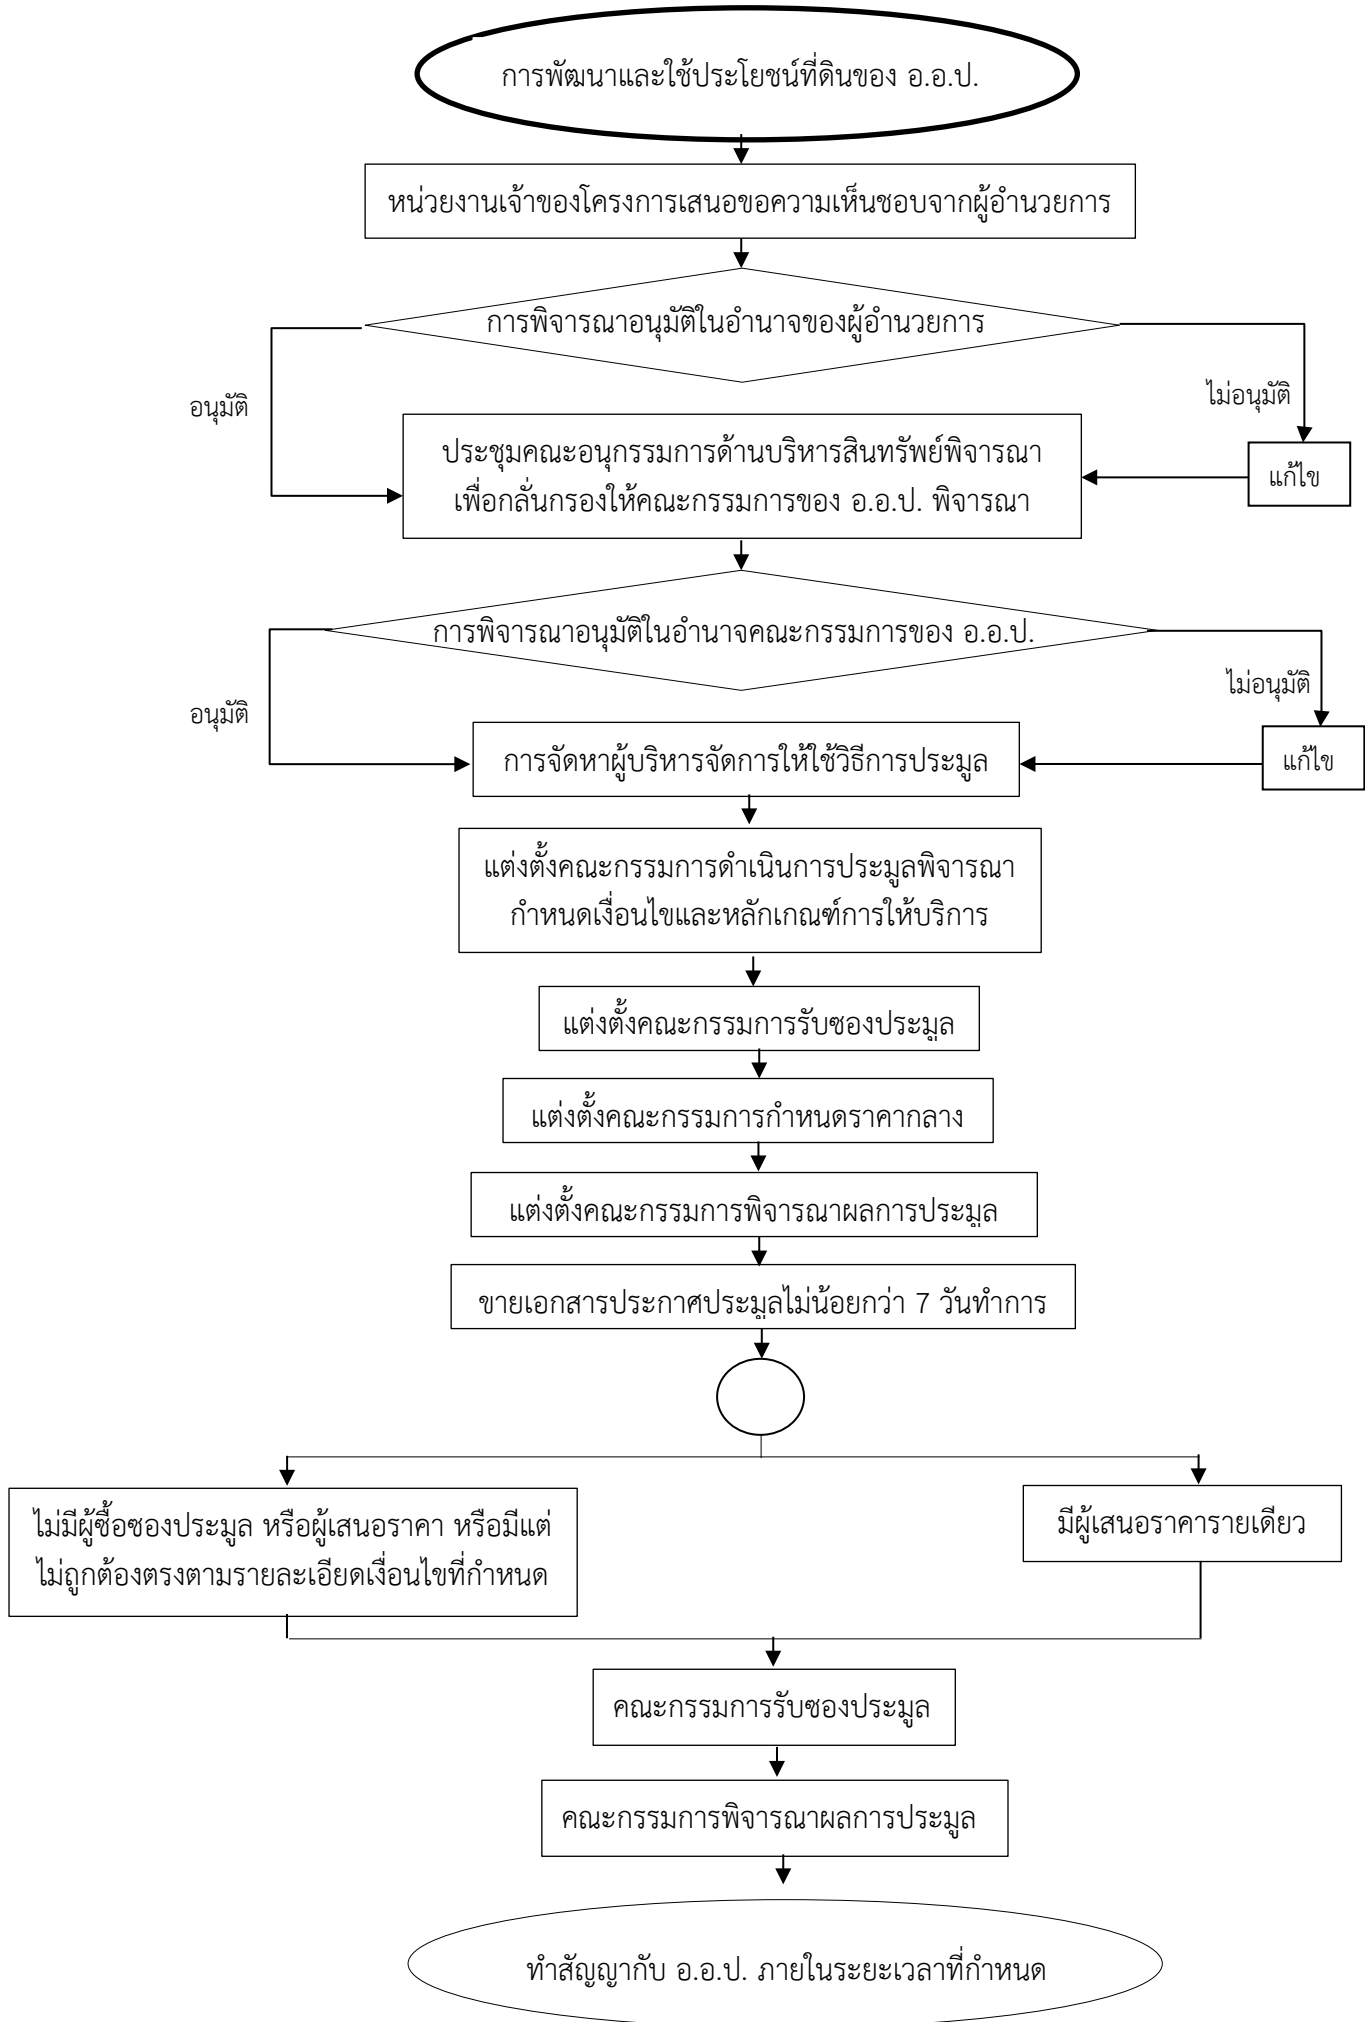 การพัฒนาและใช้ประโยชน์ที่ดินของ อ.อ.ป.
หน่วยงานเจ้าของโครงการเสนอขอความเห็นชอบจากผู้อำนวยการ
การพิจารณาอนุมัติในอำนาจของผู้อำนวยการ
อนุมัติ
ไม่อนุมัติ
ประชุมคณะอนุกรรมการด้านบริหารสินทรัพย์พิจารณา
เพื่อกลั่นกรองให้คณะกรรมการของ อ.อ.ป. พิจารณา
แก้ไข
การพิจารณาอนุมัติในอำนาจคณะกรรมการของ อ.อ.ป.
อนุมัติ
ไม่อนุมัติ
การจัดหาผู้บริหารจัดการให้ใช้วิธีการประมูล
แก้ไข
แต่งตั้งคณะกรรมการดำเนินการประมูลพิจารณา
กำหนดเงื่อนไขและหลักเกณฑ์การให้บริการ
แต่งตั้งคณะกรรมการรับซองประมูล
แต่งตั้งคณะกรรมการกำหนดราคากลาง
แต่งตั้งคณะกรรมการพิจารณาผลการประมูล
ขายเอกสารประกาศประมูลไม่น้อยกว่า 7 วันทำการ
ไม่มีผู้ซื้อซองประมูล หรือผู้เสนอราคา หรือมีแต่
ไม่ถูกต้องตรงตามรายละเอียดเงื่อนไขที่กำหนด
มีผู้เสนอราคารายเดียว
คณะกรรมการรับซองประมูล
คณะกรรมการพิจารณาผลการประมูล
ทำสัญญากับ อ.อ.ป. ภายในระยะเวลาที่กำหนด